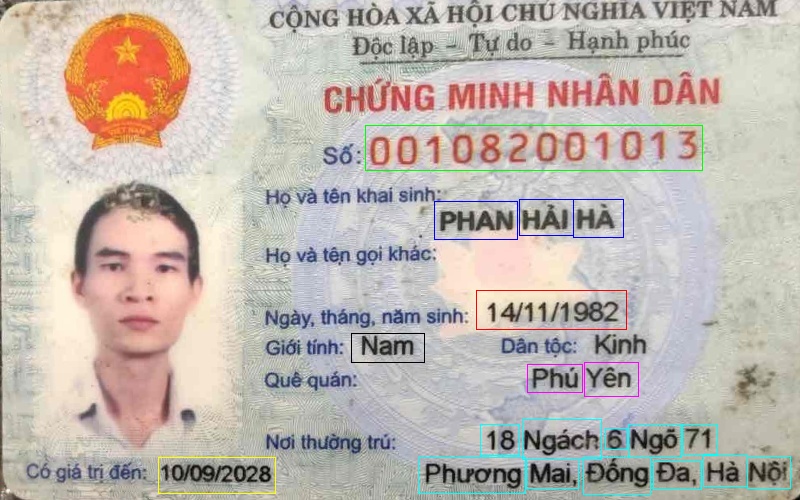 CỘNG HÒA XÃ HỘI CHỦ NGHĨA VIỆT NAM
Độc lập - Tự do - Hạnh phúc
CHỨNG MINH NHÂN DÂN
Số: 001082001013
Họ và tên khai sinh:
PHAN HẢI HÀ
Họ và tên gọi khác:
Ngày, tháng, năm sinh: 14/11/1982
Giới tính: Nam Dân tộc: Kinh
Quê quán: Phú Yên
Nơi thường trú: 18 Ngách 6 Ngõ 71
Phương Mai, Đống Đa, Hà Nội
Có giá trị đến: 10/09/2028
VIỆT NAM